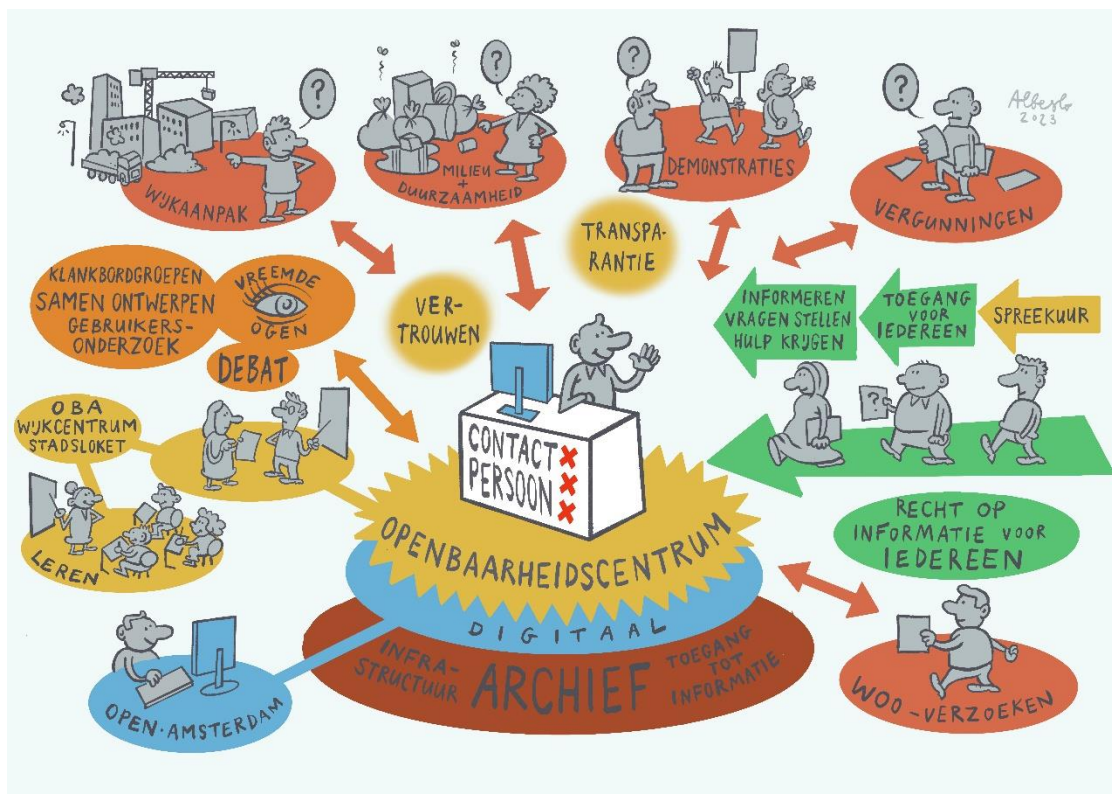 ?
?
?
?
Albesto
2023
WIJKAANPAK
MILIEU
+
DUURZAAMHEID
DEMONSTRATIES
VERGUNNINGEN
TRANSPA-
RANTIE
VER-
TROUWEN
KLANKBORDGROEPEN
SAMEN ONTWERPEN
GEBRUIKERS-
ONDERZOEK
VREEMDE
OGEN
DEBAT
INFORMEREN
VRAGEN STELLEN
HULP KRIJGEN
TOEGANG
VOOR
IEDEREEN
SPREEKUUR
OBA
WIJKCENTRUM
STADSLOKET
LEREN
?
CONTACT
PERSOON
XXX
OPENBAARHEIDSCENTRUM
DIGITAAL
INFRA-
STRUCTUUR
ARCHIEF
TOEGANG
TOT
INFORMATIE
RECHT OP
INFORMATIE VOOR
IEDEREEN
OPEN·AMSTERDAM
WOO-VERZOEKEN